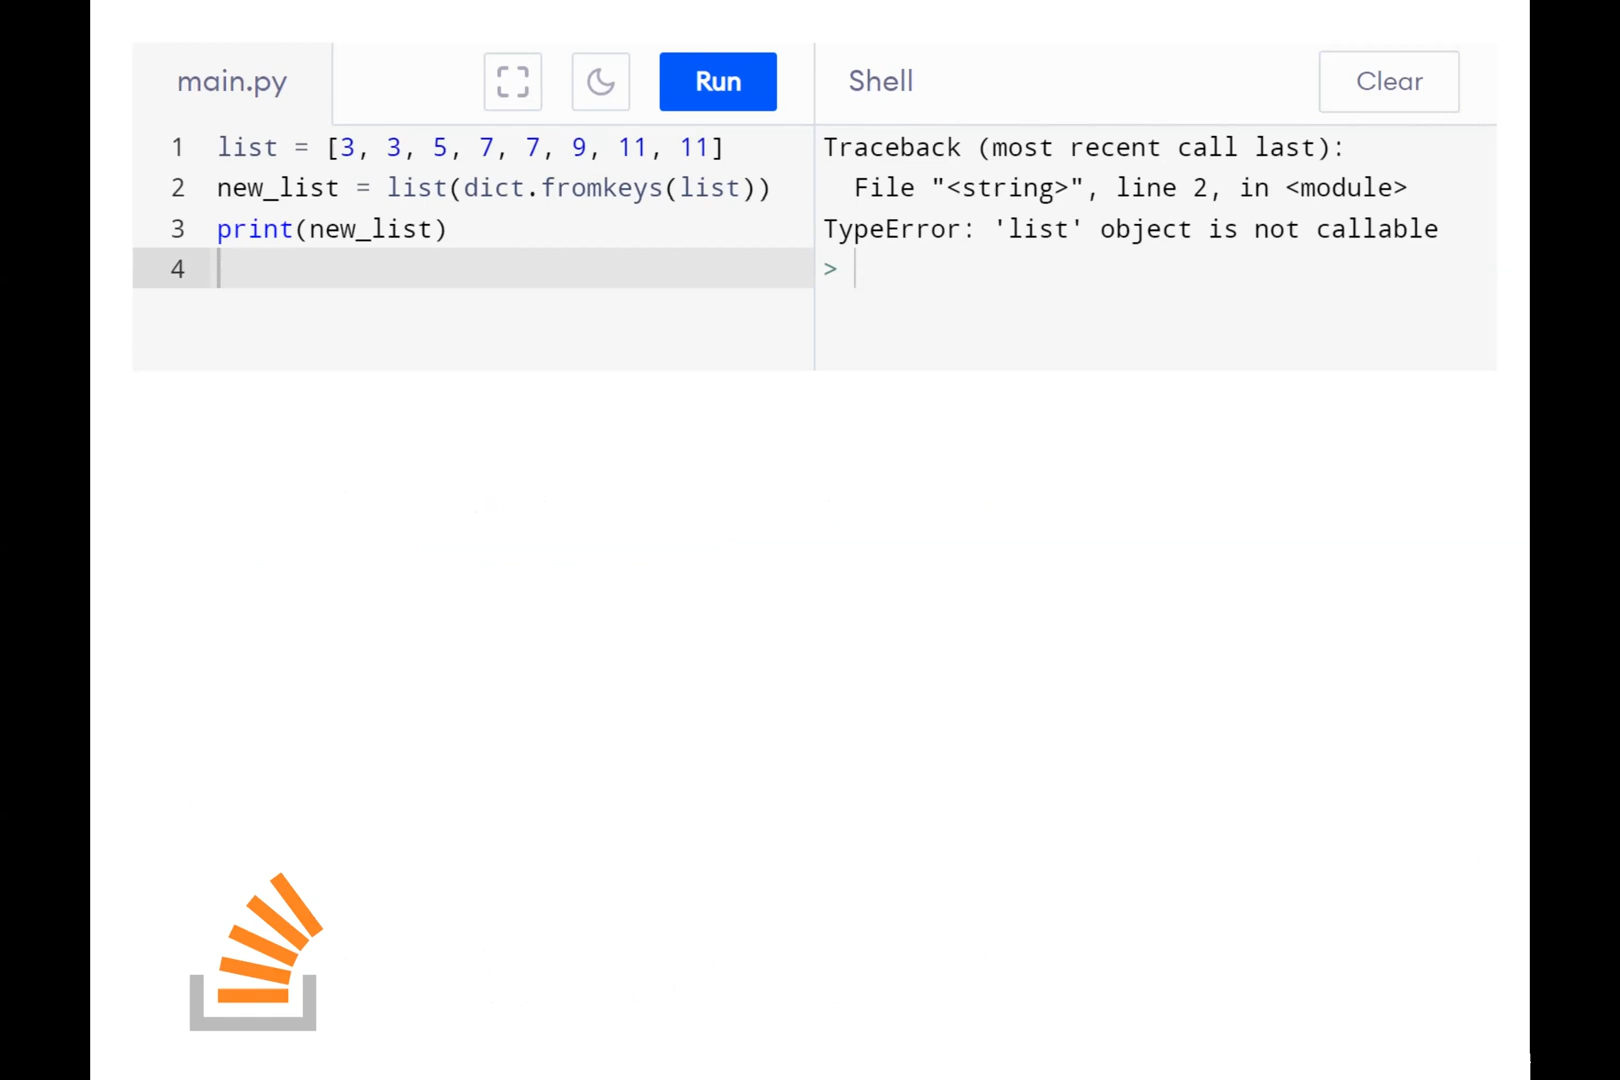 main.py
Run
Shell
Clear
1 list = [3, 3, 5, 7, 7, 9, 11, 11]
2 new_list = list(dict.fromkeys(list))
3 print(new_list)
4
Traceback (most recent call last):
File "<string>", line 2, in <module>
TypeError: 'list' object is not callable
>